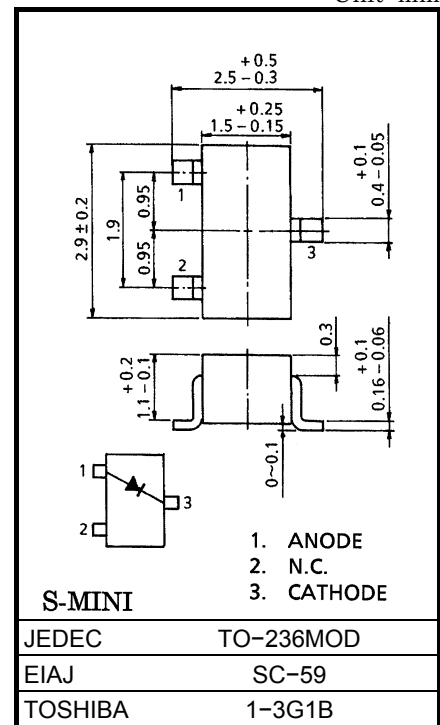 +0.5
2.5 −0.3
+0.25
1.5 −0.15
+0.1
0.4 −0.05
2.9 ± 0.2
1.9
0.95
0.95
1
2
3
+0.2
1.1 −0.1
0.3
+0.1
0.16 −0.06
0~0.1
1
2
3
1. ANODE
2. N.C.
3. CATHODE
S-MINI
JEDEC TO−236MOD
EIAJ SC−59
TOSHIBA 1−3G1B